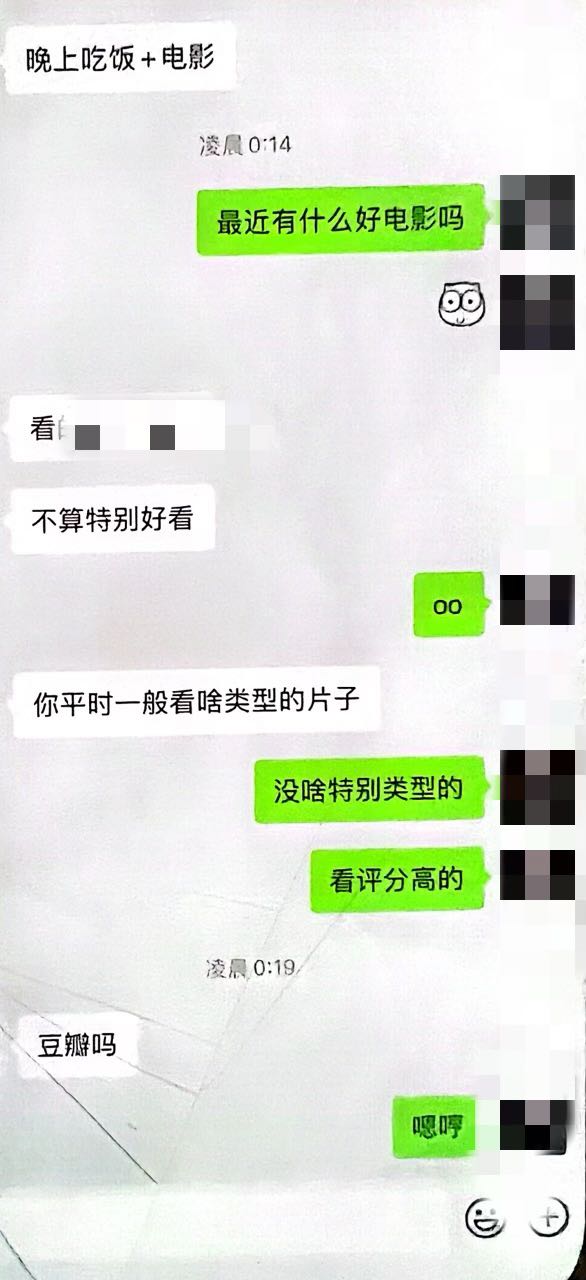 晚上吃饭+电影
凌晨 0:14
最近有什么好电影吗
看
不算特别好看
oo
你平时一般看啥类型的片子
没啥特别类型的
看评分高的
凌晨 0:19
豆瓣吗
嗯哼